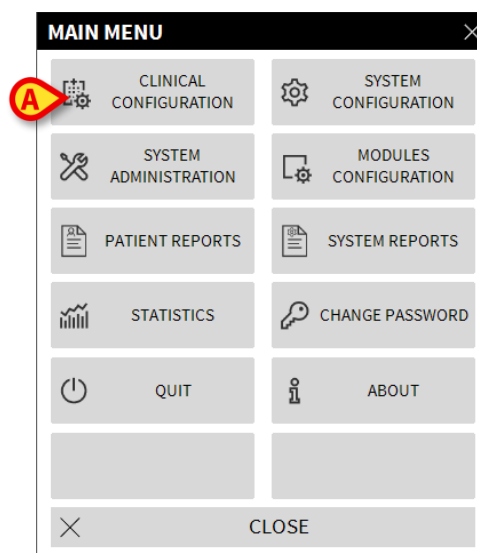 MAIN MENU
A
CLINICAL
CONFIGURATION
SYSTEM
CONFIGURATION
SYSTEM
ADMINISTRATION
MODULES
CONFIGURATION
PATIENT REPORTS
SYSTEM REPORTS
STATISTICS
CHANGE PASSWORD
QUIT
ABOUT
CLOSE